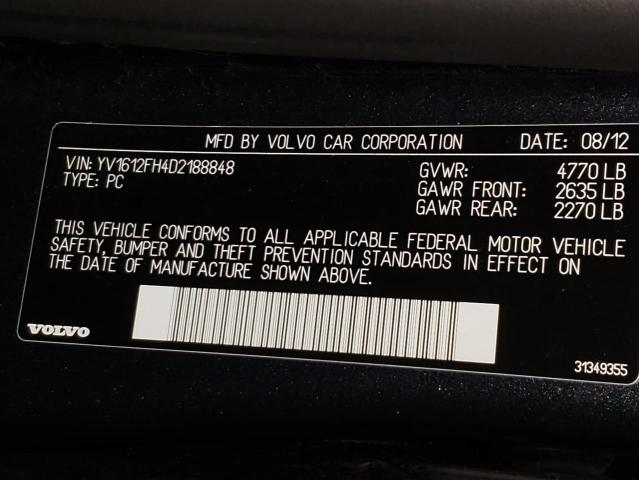 MFD BY VOLVO CAR CORPORATION DATE: 08/12
VIN: YV1612FH4D2188848 GVWR: 4770 LB
TYPE: PC GAWR FRONT: 2635 LB
GAWR REAR: 2270 LB
THIS VEHICLE CONFORMS TO ALL APPLICABLE FEDERAL MOTOR VEHICLE
SAFETY, BUMPER AND THEFT PREVENTION STANDARDS IN EFFECT ON
THE DATE OF MANUFACTURE SHOWN ABOVE.
VOLVO
31349355